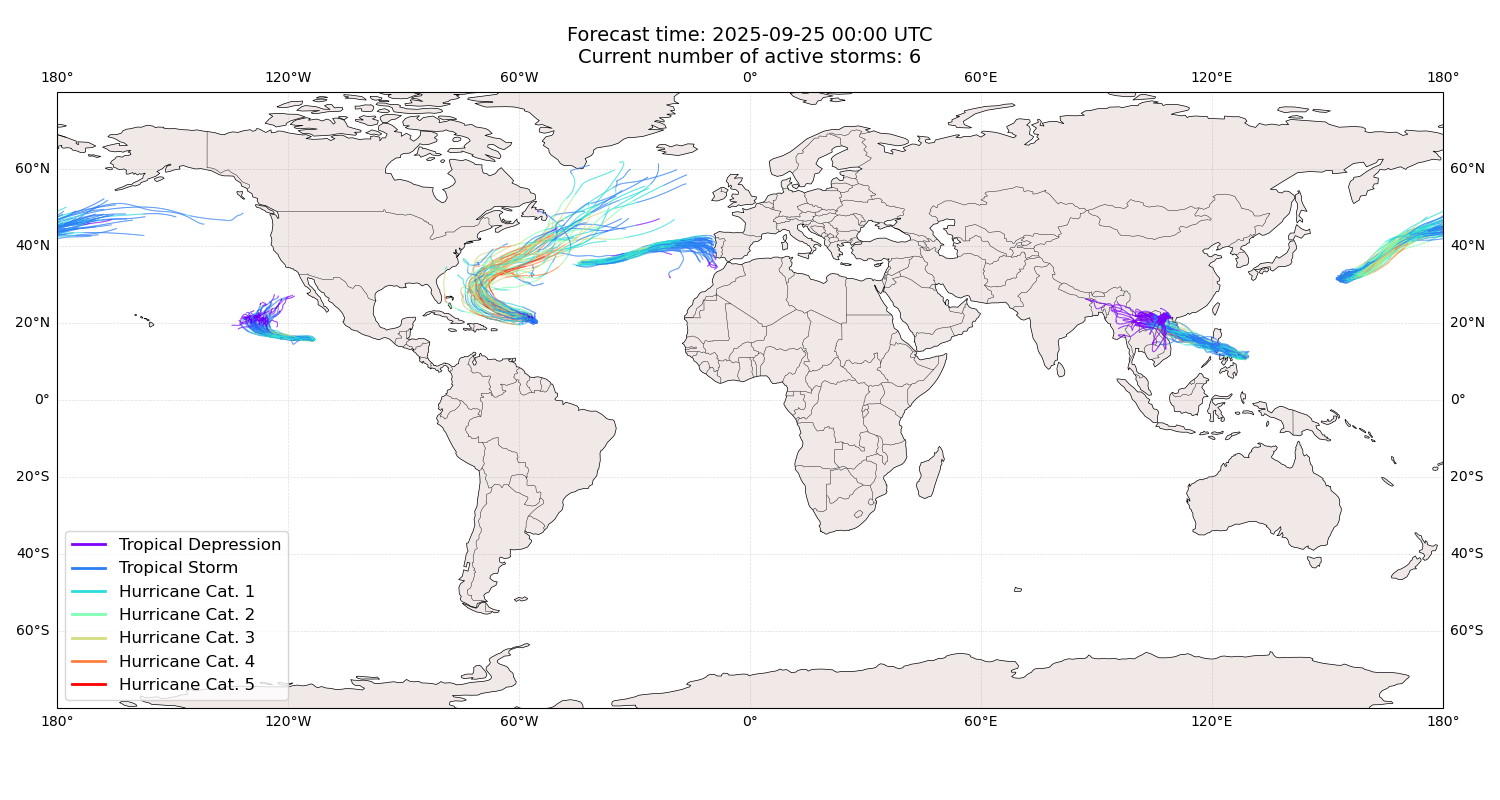 Forecast time: 2025-09-25 00:00 UTC
Current number of active storms: 6
180° 120°W 60°W 0° 60°E 120°E 180°
60°N 60°N
40°N 40°N
20°N 20°N
0° 0°
20°S 20°S
40°S 40°S
60°S 60°S
Tropical Depression
Tropical Storm
Hurricane Cat. 1
Hurricane Cat. 2
Hurricane Cat. 3
Hurricane Cat. 4
Hurricane Cat. 5
180° 120°W 60°W 0° 60°E 120°E 180°